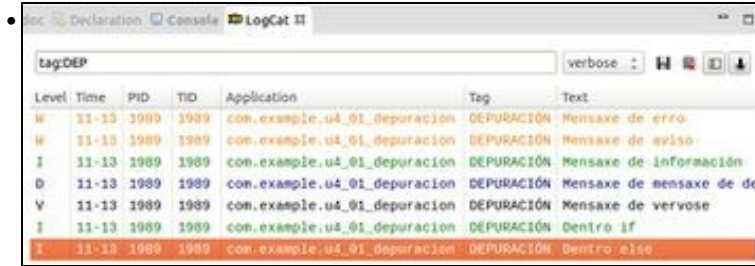 doc Declaration Console LogCat
tag:DEP
verbose
Level Time PID TID Application Tag Text
W 11-13 1989 1989 com.example.u4_01_depuracion DEPURACIÓN Mensaxe de erro
W 11-13 1989 1989 com.example.u4_01_depuracion DEPURACIÓN Mensaxe de aviso
I 11-13 1989 1989 com.example.u4_01_depuracion DEPURACIÓN Mensaxe de información
D 11-13 1989 1989 com.example.u4_01_depuracion DEPURACIÓN Mensaxe de mensaxe de de
V 11-13 1989 1989 com.example.u4_01_depuracion DEPURACIÓN Mensaxe de vervose
I 11-13 1989 1989 com.example.u4_01_depuracion DEPURACIÓN Dentro if
I 11-13 1989 1989 com.example.u4_01_depuracion DEPURACIÓN Dentro else